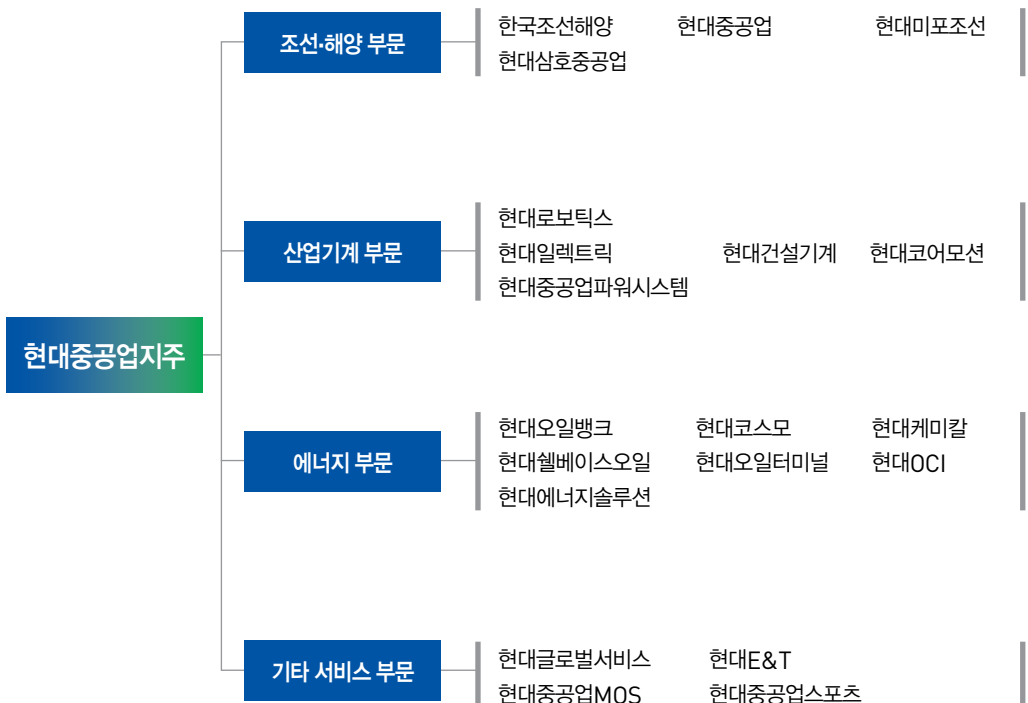 현대중공업지주
조선·해양 부문
한국조선해양 현대중공업 현대미포조선
현대삼호중공업
산업기계 부문
현대로보틱스
현대일렉트릭 현대건설기계 현대코어모션
현대중공업파워시스템
에너지 부문
현대오일뱅크 현대코스모 현대케미칼
현대쉘베이스오일 현대오일터미널 현대OCI
현대에너지솔루션
기타 서비스 부문
현대글로벌서비스 현대E&T
현대중공업MOS 현대중공업스포츠